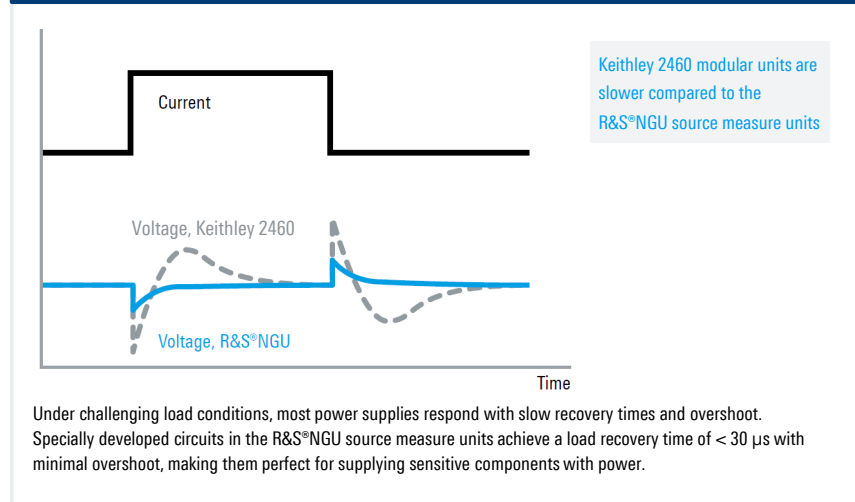 Current
Keithley 2460 modular units are
slower compared to the
R&S®NGU source measure units
Voltage, Keithley 2460
Voltage, R&S®NGU
Time
Under challenging load conditions, most power supplies respond with slow recovery times and overshoot.
Specially developed circuits in the R&S®NGU source measure units achieve a load recovery time of < 30 µs with
minimal overshoot, making them perfect for supplying sensitive components with power.